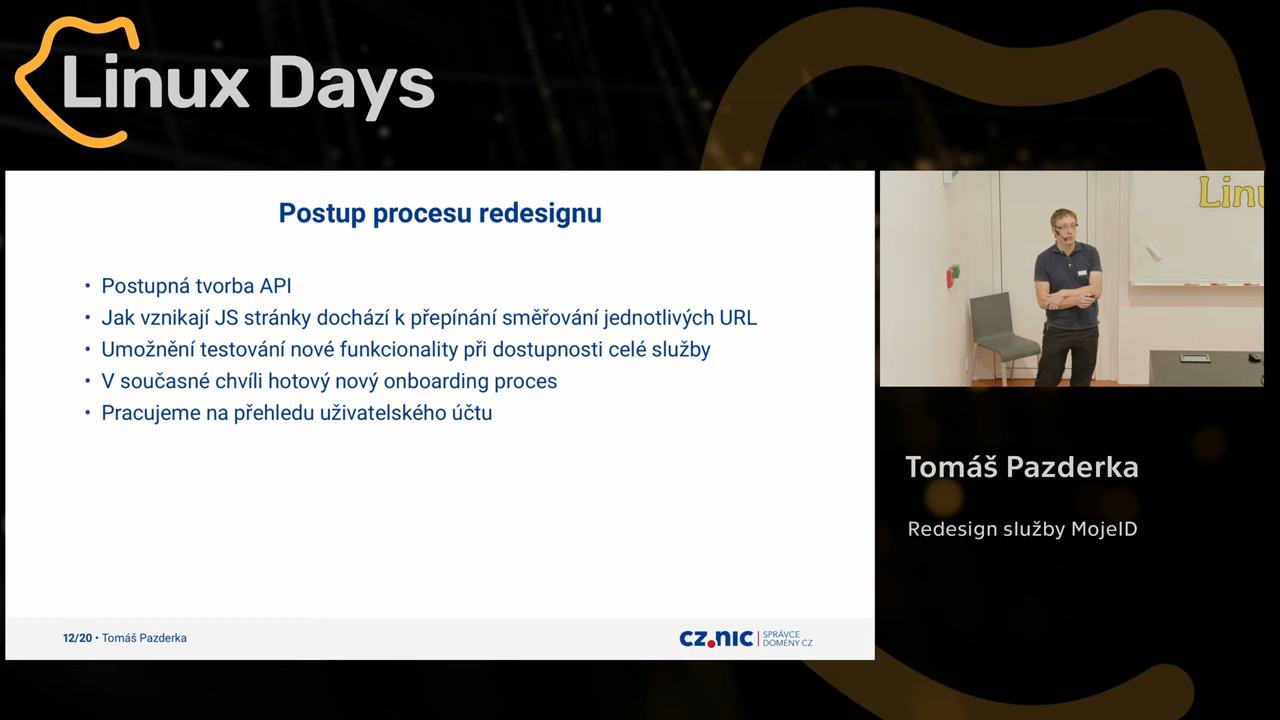 Linux Days
Postup procesu redesignu
• Postupná tvorba API
• Jak vznikají JS stránky dochází k přepínání směřování jednotlivých URL
• Umožnění testování nové funkcionality při dostupnosti celé služby
• V současné chvíli hotový nový onboarding proces
• Pracujeme na přehledu uživatelského účtu
12/20 • Tomáš Pazderka
CZ.NIC | SPRÁVCE
DOMÉNY CZ
Linu
Tomáš Pazderka
Redesign služby MojeID